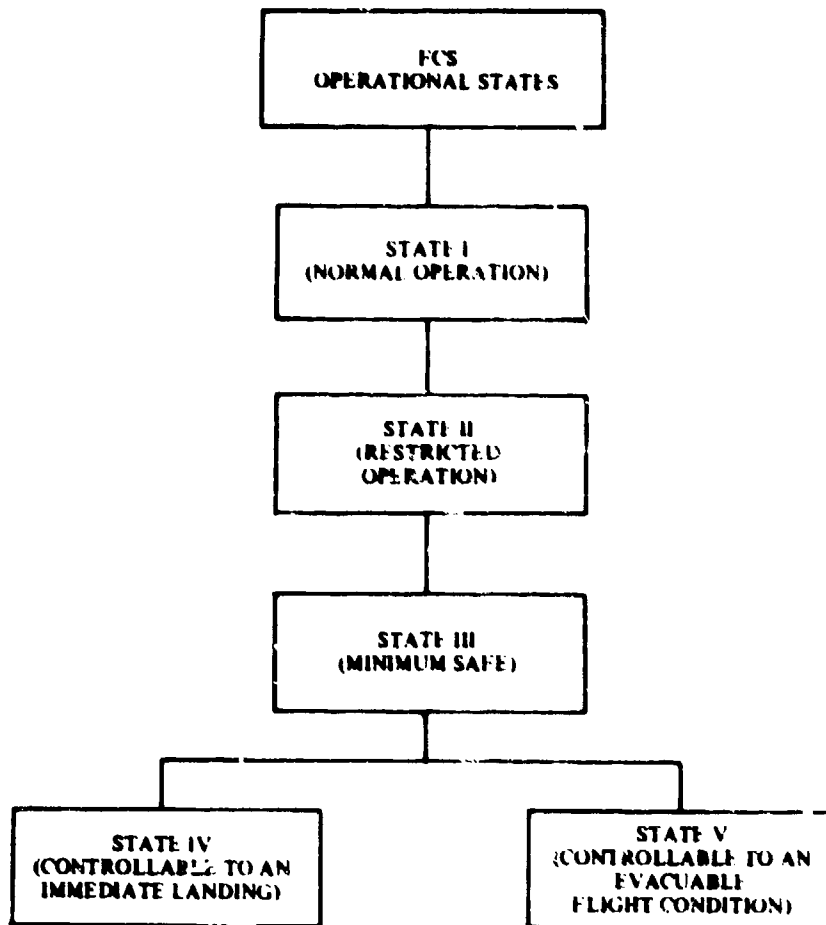 FCS
OPERATIONAL STATES
STATE I
(NORMAL OPERATION)
STATE II
(RESTRICTED
OPERATION)
STATE III
(MINIMUM SAFE)
STATE IV
(CONTROLLABLE TO AN
IMMEDIATE LANDING)
STATE V
(CONTROLLABLE TO AN
EVACUABLE
FLIGHT CONDITION)